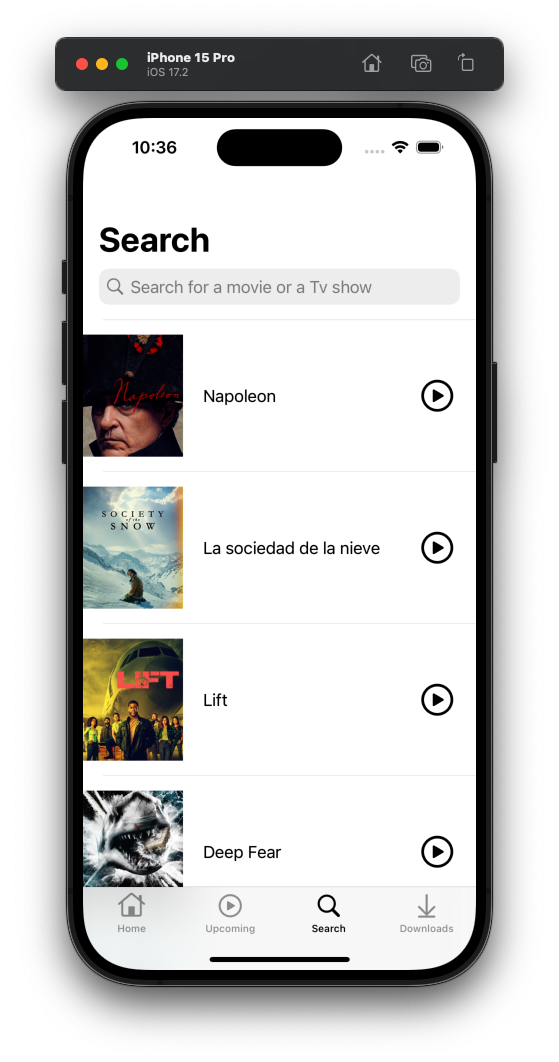 iPhone 15 Pro
iOS 17.2
10:36
Search
Search for a movie or a Tv show
Napoleon
Napoleon
SOCIETY
of the
SNOW
La sociedad de la nieve
LIFT
Lift
Deep Fear
Home
Upcoming
Search
Downloads